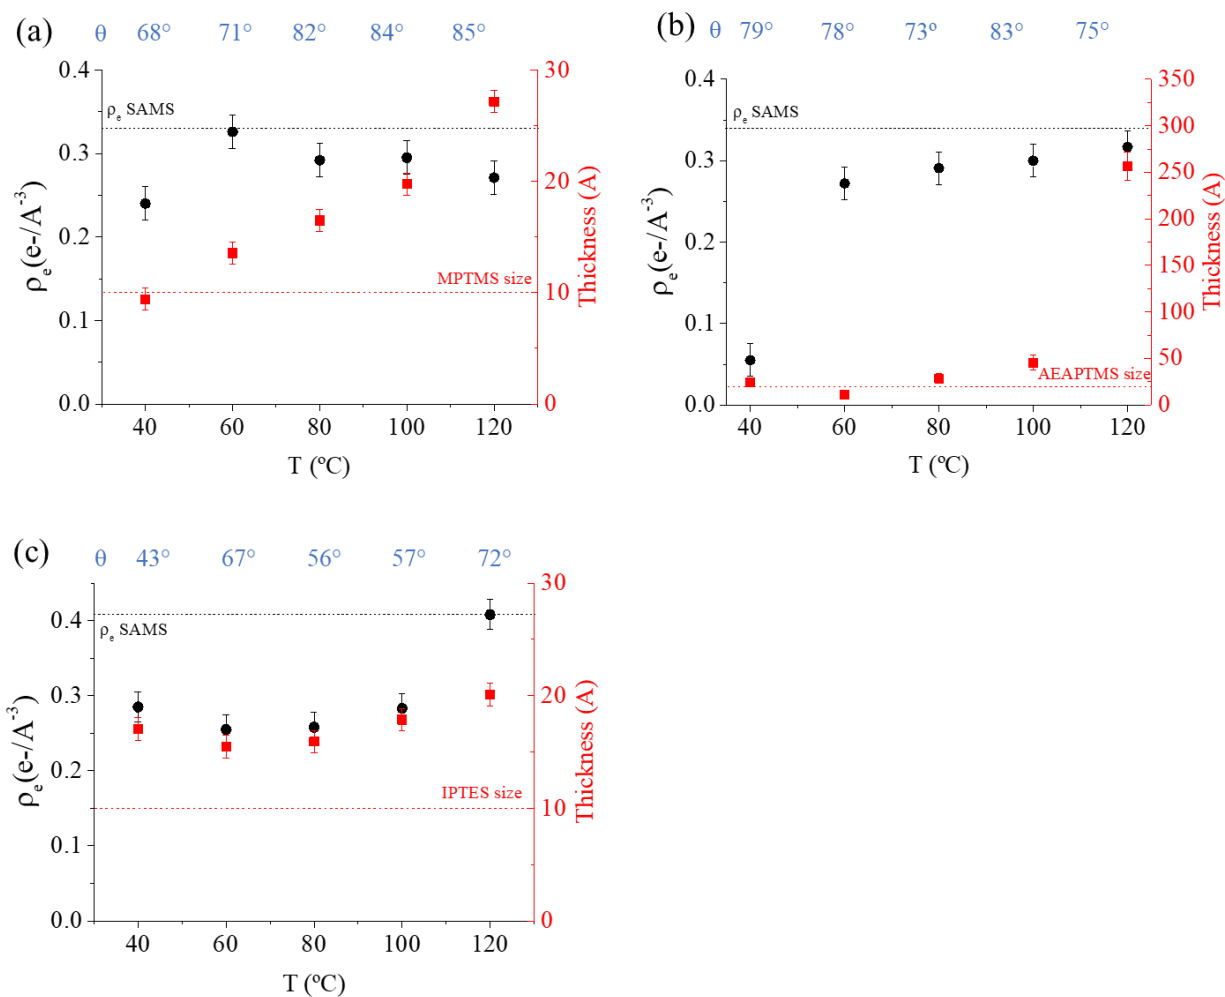 (a) θ 68° 71° 82° 84° 85°
0.4 30
ρe SAMS
0.3
20
0.2
MPTMS size
10
0.1
0.0 0
40 60 80 100 120
T (ºC)
ρe(e-/A-3)
Thickness (A)
(b) θ 79° 78° 73° 83° 75°
0.4 350
ρe SAMS
300
0.3
250
200
0.2
150
0.1
100
50
AEAPTMS size
0.0 0
40 60 80 100 120
T (ºC)
ρe(e-/A-3)
Thickness (A)
(c) θ 43° 67° 56° 57° 72°
30
0.4
ρe SAMS
0.3 20
0.2
IPTES size
10
0.1
0.0 0
40 60 80 100 120
T (ºC)
ρe(e-/A-3)
Thickness (A)